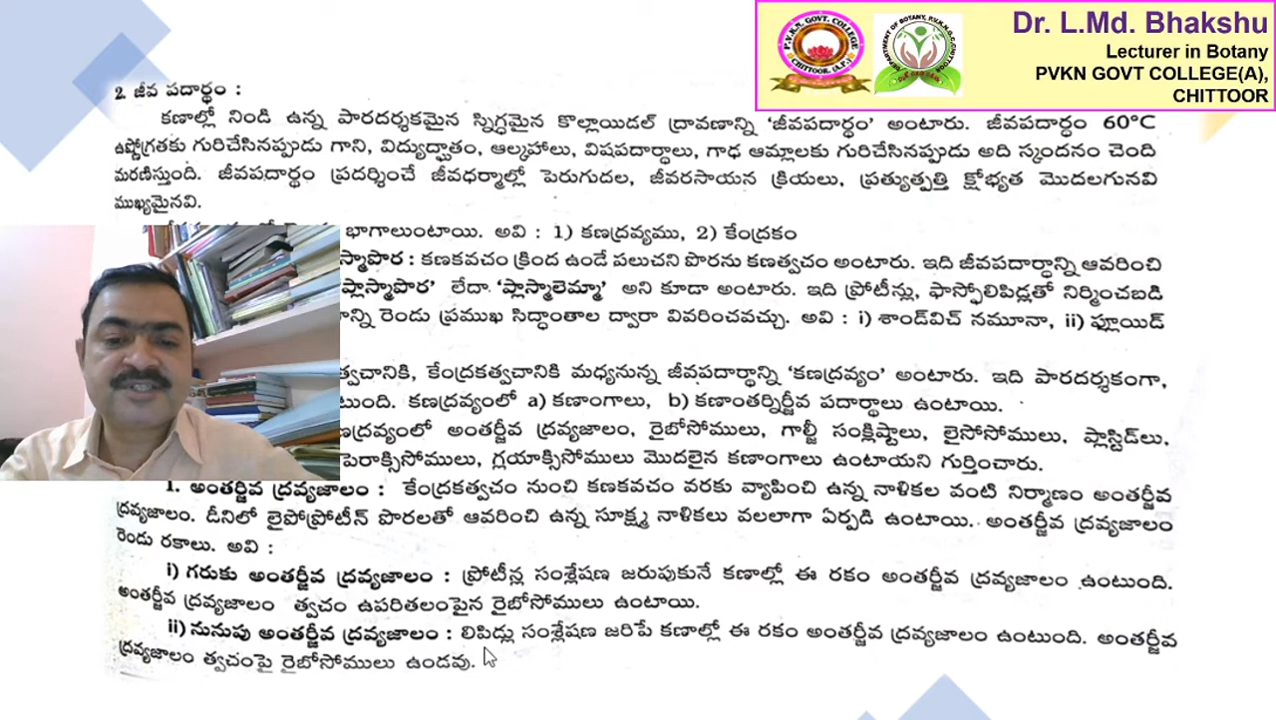 Dr. L.Md. Bhakshu
Lecturer in Botany
PVKN GOVT COLLEGE(A),
CHITTOOR
P.V.K.N. GOVT. COLLEGE
CHITTOOR (A.P.)
2. జీవ పదార్థం :
కణాల్లో నిండి ఉన్న పారదర్శకమైన స్నిగ్ధమైన కొల్లాయిడల్ ద్రావణాన్ని 'జీవపదార్థం' అంటారు. జీవపదార్ధం 60°C
ఉష్ణోగ్రతకు గురిచేసినప్పుడు గాని, విద్యుద్ఘాతం, ఆల్కహాలు, విషపదార్థాలు, గాఢ ఆమ్లాలకు గురిచేసినప్పుడు అది స్కందనం చెంది
మరణిస్తుంది. జీవపదార్థం ప్రదర్శించే జీవధర్మాల్లో పెరుగుదల, జీవరసాయన క్రియలు, ప్రత్యుత్పత్తి క్షోభ్యత మొదలగునవి
ముఖ్యమైనవి.
భాగాలుంటాయి. అవి : 1) కణద్రవ్యము, 2) కేంద్రకం
స్మాపొర : కణకవచం క్రింద ఉండే పలుచని పొరను కణత్వచం అంటారు. ఇది జీవపదార్ధాన్ని ఆవరించి
ప్లాస్మాపొర' లేదా 'ప్లాస్మాలెమ్మా' అని కూడా అంటారు. ఇది ప్రోటీన్లు, ఫాస్ఫోలిపిడ్లతో నిర్మించబడి
న్ని రెండు ప్రముఖ సిద్ధాంతాల ద్వారా వివరించవచ్చు. అవి : i) శాండ్‌విచ్ నమూనా, ii) ఫ్లూయిడ్
త్వచానికి, కేంద్రకత్వచానికి మధ్యనున్న జీవపదార్థాన్ని 'కణద్రవ్యం' అంటారు. ఇది పారదర్శకంగా,
టుంది. కణద్రవ్యంలో a) కణాంగాలు, b) కణాంతర్నిర్జీవ పదార్థాలు ఉంటాయి.
ణద్రవ్యంలో అంతర్జీవ ద్రవ్యజాలం, రైబోసోములు, గాల్జీ సంక్షిష్టాలు, లైసోసోములు, ప్లాస్టిడ్‌లు.
పెరాక్సిసోములు, గ్లయాక్సిసోములు మొదలైన కణాంగాలు ఉంటాయని గుర్తించారు.
1. అంతర్జీవ ద్రవ్యజాలం : కేంద్రకత్వచం నుంచి కణకవచం వరకు వ్యాపించి ఉన్న నాళికల వంటి నిర్మాణం అంతర్జీవ
ద్రవ్యజాలం. దీనిలో లైపోప్రోటీన్ పొరలతో ఆవరించి ఉన్న సూక్ష్మ నాళికలు వలలాగా ఏర్పడి ఉంటాయి. అంతర్జీవ ద్రవ్యజాలం
రెండు రకాలు. అవి :
i) గరుకు అంతర్జీవ ద్రవ్యజాలం : ప్రోటీన్ల సంశ్లేషణ జరుపుకునే కణాల్లో ఈ రకం అంతర్జీవ ద్రవ్యజాలం ఉంటుంది.
అంతర్జీవ ద్రవ్యజాలం త్వచం ఉపరితలంపైన రైబోసోములు ఉంటాయి.
ii) నునుపు అంతర్జీవ ద్రవ్యజాలం : లిపిడ్లు సంశ్లేషణ జరిపే కణాల్లో ఈ రకం అంతర్జీవ ద్రవ్యజాలం ఉంటుంది. అంతర్జీవ
ద్రవ్యజాలం త్వచంపై రైబోసోములు ఉండవు.